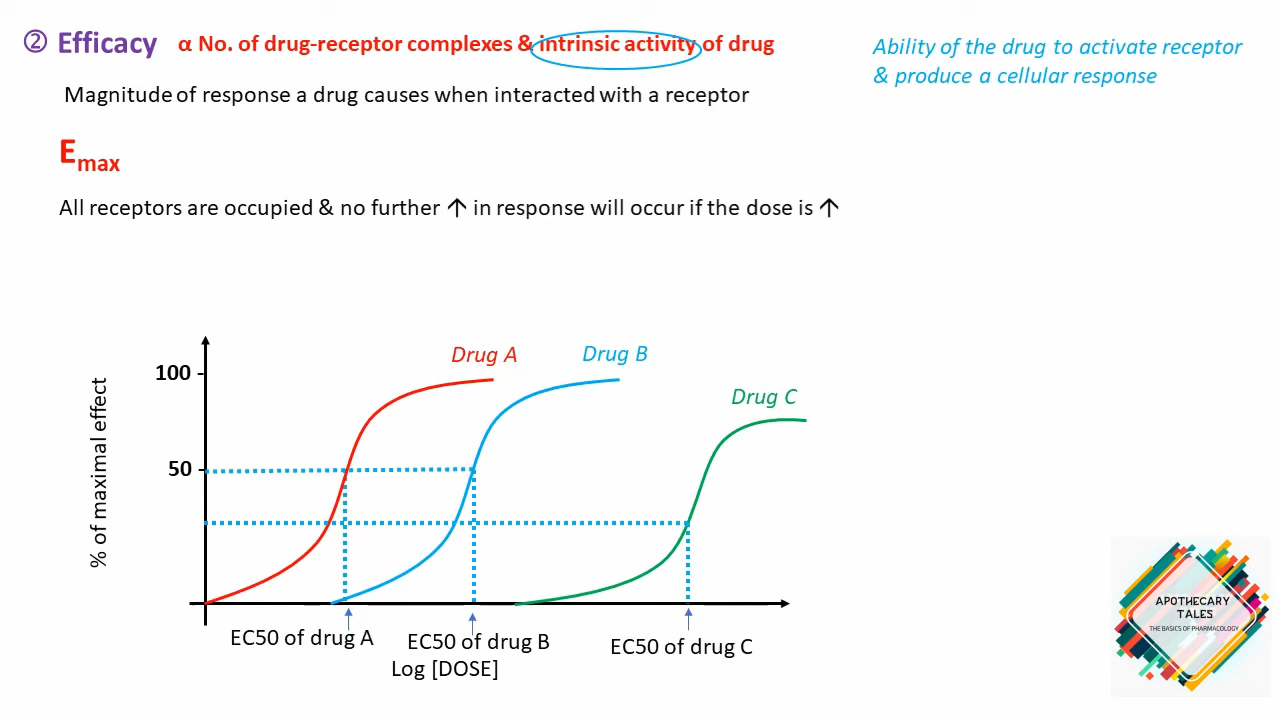 ② Efficacy α No. of drug-receptor complexes & intrinsic activity of drug
Ability of the drug to activate receptor
& produce a cellular response
Magnitude of response a drug causes when interacted with a receptor
Emax
All receptors are occupied & no further ↑ in response will occur if the dose is ↑
Drug A
Drug B
Drug C
100
50
% of maximal effect
EC50 of drug A
EC50 of drug B
EC50 of drug C
Log [DOSE]
APOTHECARY
TALES
THE BASICS OF PHARMACOLOGY